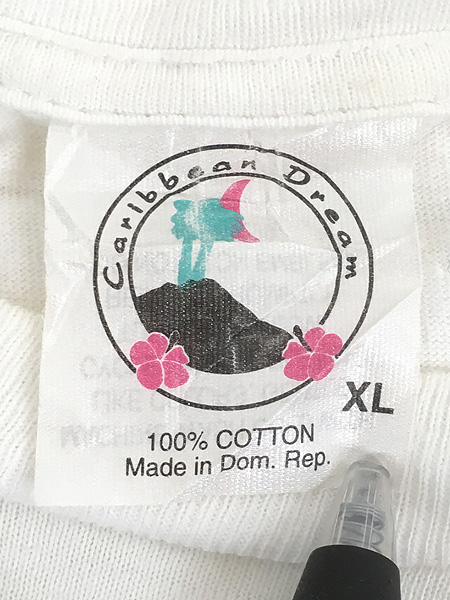 Caribbean Dream
XL
100% COTTON
Made in Dom. Rep.